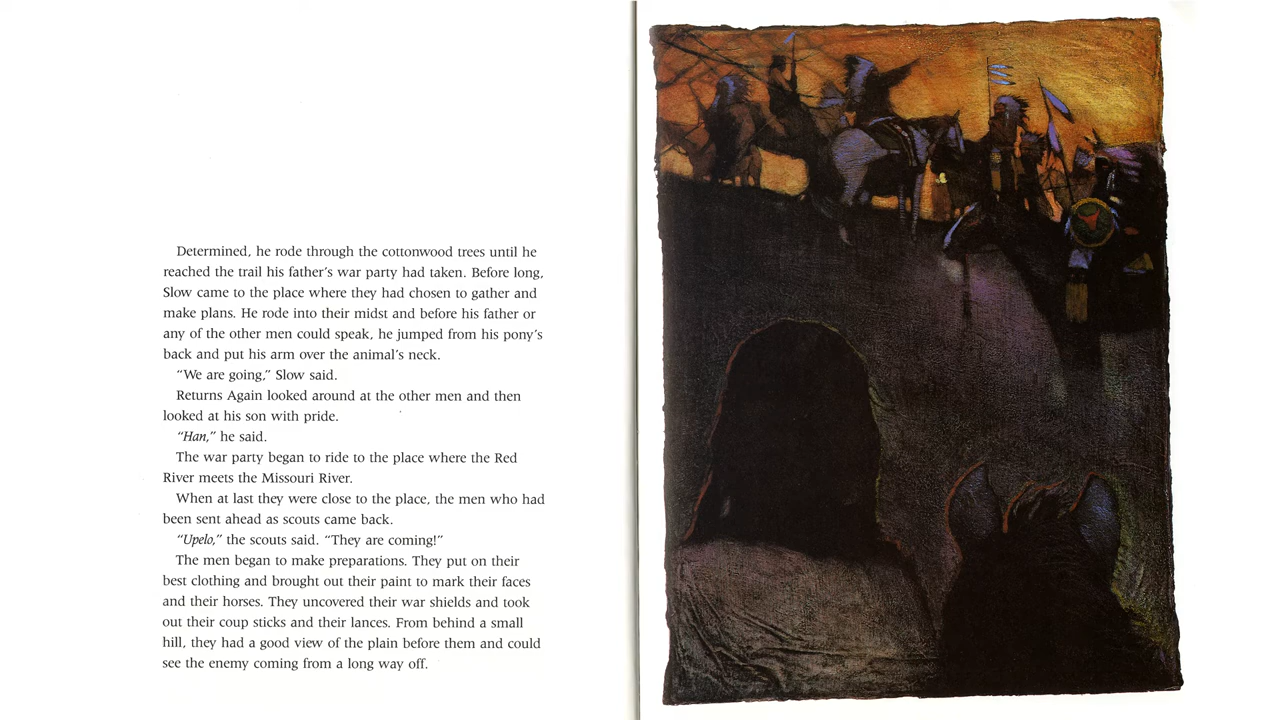 Determined, he rode through the cottonwood trees until he
reached the trail his father's war party had taken. Before long,
Slow came to the place where they had chosen to gather and
make plans. He rode into their midst and before his father or
any of the other men could speak, he jumped from his pony's
back and put his arm over the animal's neck.
"We are going," Slow said.
Returns Again looked around at the other men and then
looked at his son with pride.
"Han," he said.
The war party began to ride to the place where the Red
River meets the Missouri River.
When at last they were close to the place, the men who had
been sent ahead as scouts came back.
"Upelo," the scouts said. "They are coming!"
The men began to make preparations. They put on their
best clothing and brought out their paint to mark their faces
and their horses. They uncovered their war shields and took
out their coup sticks and their lances. From behind a small
hill, they had a good view of the plain before them and could
see the enemy coming from a long way off.